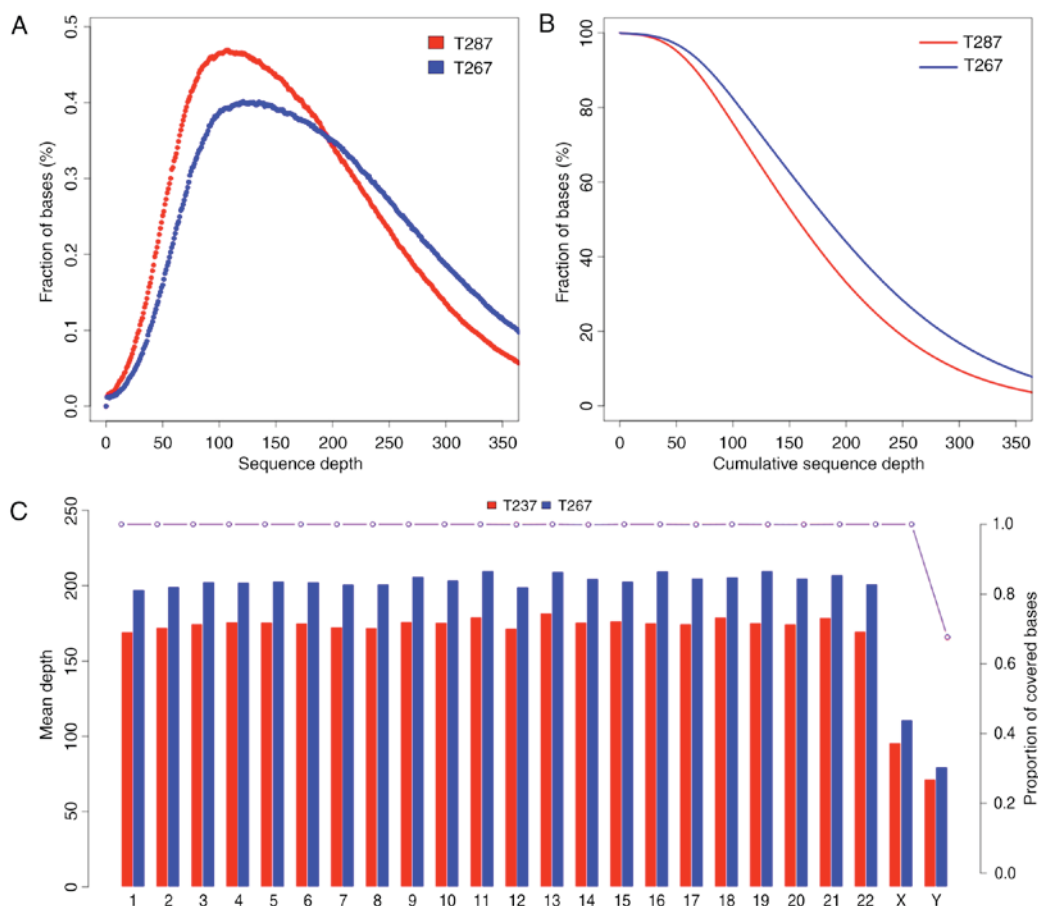 A
T287
T267
Fraction of bases (%)
0.5
0.4
0.3
0.2
0.1
0.0
0 50 100 150 200 250 300 350
Sequence depth
B
T287
T267
Fraction of bases (%)
100
80
60
40
20
0
0 50 100 150 200 250 300 350
Cumulative sequence depth
C
T237 T267
Mean depth
250
200
150
100
50
0
1.0
0.8
0.6
0.4
0.2
0.0
Proportion of covered bases
1 2 3 4 5 6 7 8 9 10 11 12 13 14 15 16 17 18 19 20 21 22 X Y